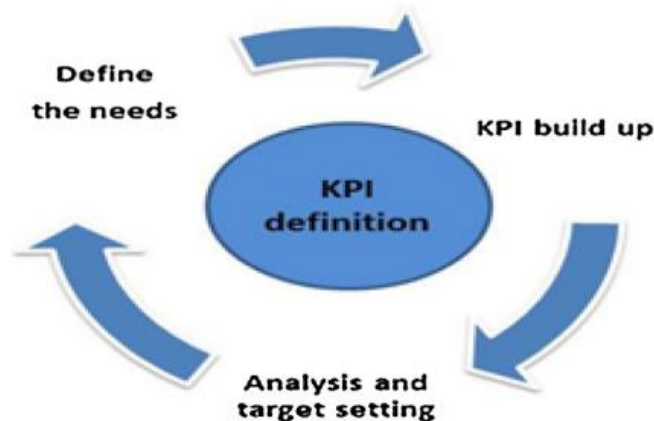 Define
the needs
KPI build up
KPI
definition
Analysis and
target setting